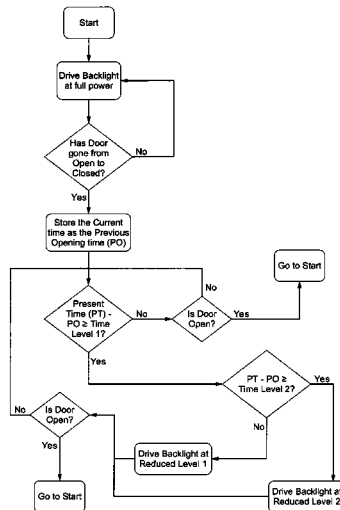 Start
Drive Backlight
at full power
Has Door
gone from
Open to
Closed?
No
Yes
Store the Current
time as the Previous
Opening time (PO)
Go to Start
No
Present
Time (PT) -
PO ≥ Time
Level 1?
No
Is Door
Open?
Yes
Yes
PT - PO ≥
Time Level 2?
Yes
No
Is Door
Open?
No
Yes
Drive Backlight at
Reduced Level 1
Go to Start
Drive Backlight at
Reduced Level 2